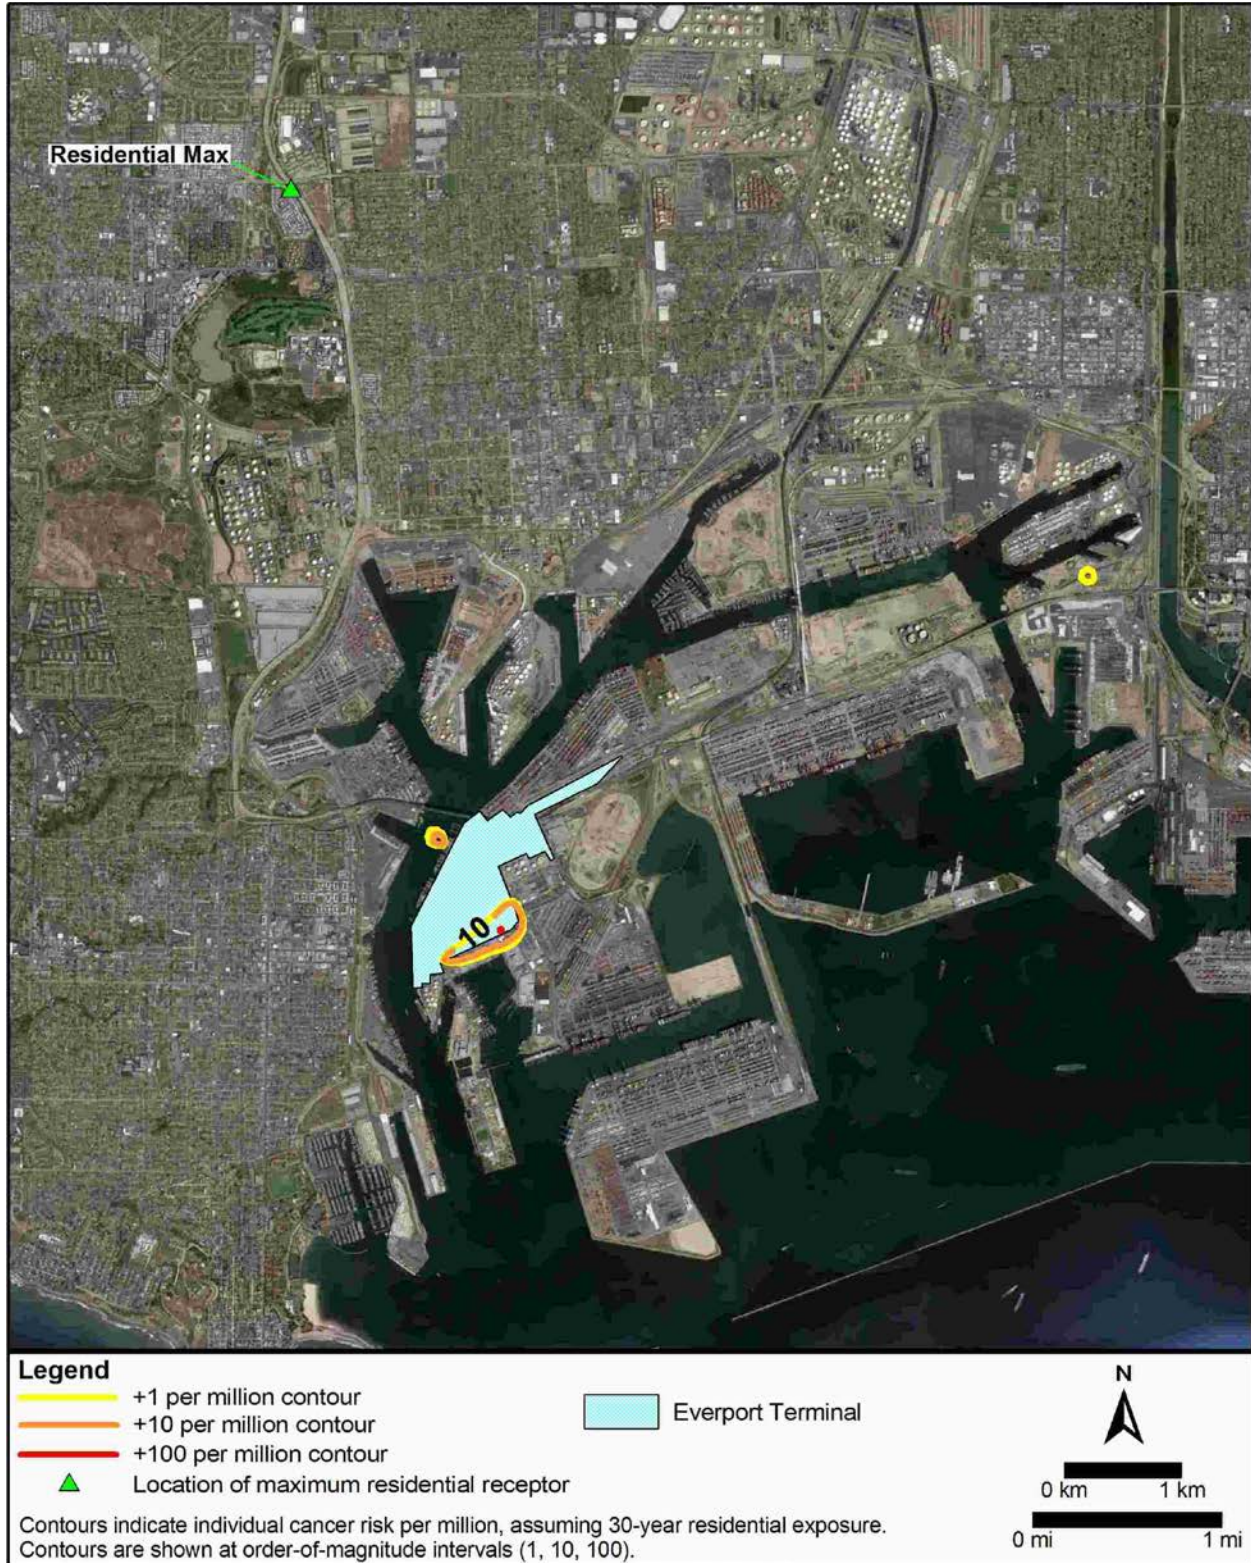 Residential Max
10
Legend
+1 per million contour
+10 per million contour
+100 per million contour
Location of maximum residential receptor
Everport Terminal
N
0 km 1 km
0 mi 1 mi
Contours indicate individual cancer risk per million, assuming 30-year residential exposure.
Contours are shown at order-of-magnitude intervals (1, 10, 100).